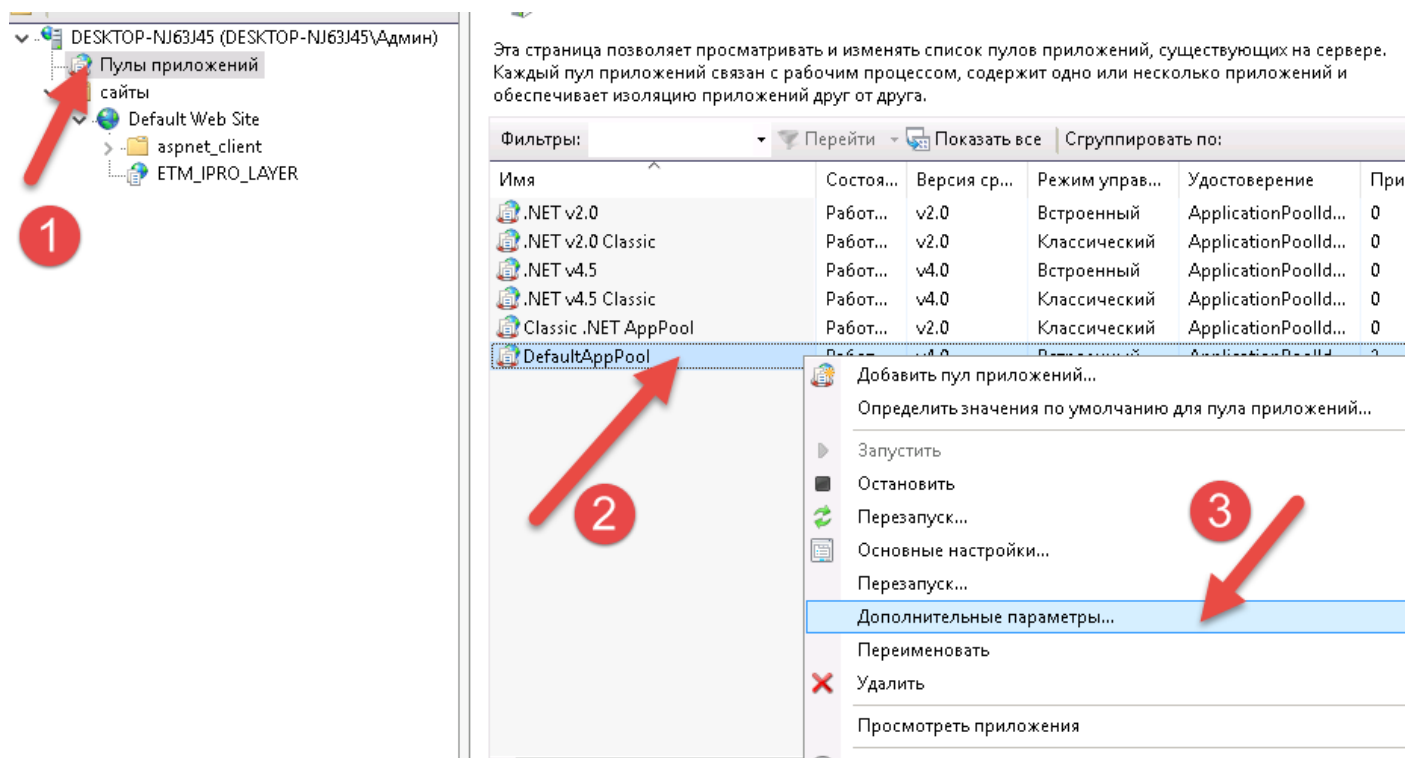 DESKTOP-NJ63J45 (DESKTOP-NJ63J45\Админ)
Пулы приложений
сайты
Default Web Site
aspnet_client
ETM_IPRO_LAYER
1
Эта страница позволяет просматривать и изменять список пулов приложений, существующих на сервере.
Каждый пул приложений связан с рабочим процессом, содержит одно или несколько приложений и
обеспечивает изоляцию приложений друг от друга.
Фильтры: Перейти Показать все Сгруппировать по:
Имя Состоя... Версия ср... Режим управ... Удостоверение При
.NET v2.0 Работ... v2.0 Встроенный ApplicationPoolId... 0
.NET v2.0 Classic Работ... v2.0 Классический ApplicationPoolId... 0
.NET v4.5 Работ... v4.0 Встроенный ApplicationPoolId... 0
.NET v4.5 Classic Работ... v4.0 Классический ApplicationPoolId... 0
Classic .NET AppPool Работ... v2.0 Классический ApplicationPoolId... 0
DefaultAppPool
2
Добавить пул приложений...
Определить значения по умолчанию для пула приложений...
Запустить
Остановить
Перезапуск...
Основные настройки...
Перезапуск...
3
Дополнительные параметры...
Переименовать
Удалить
Просмотреть приложения